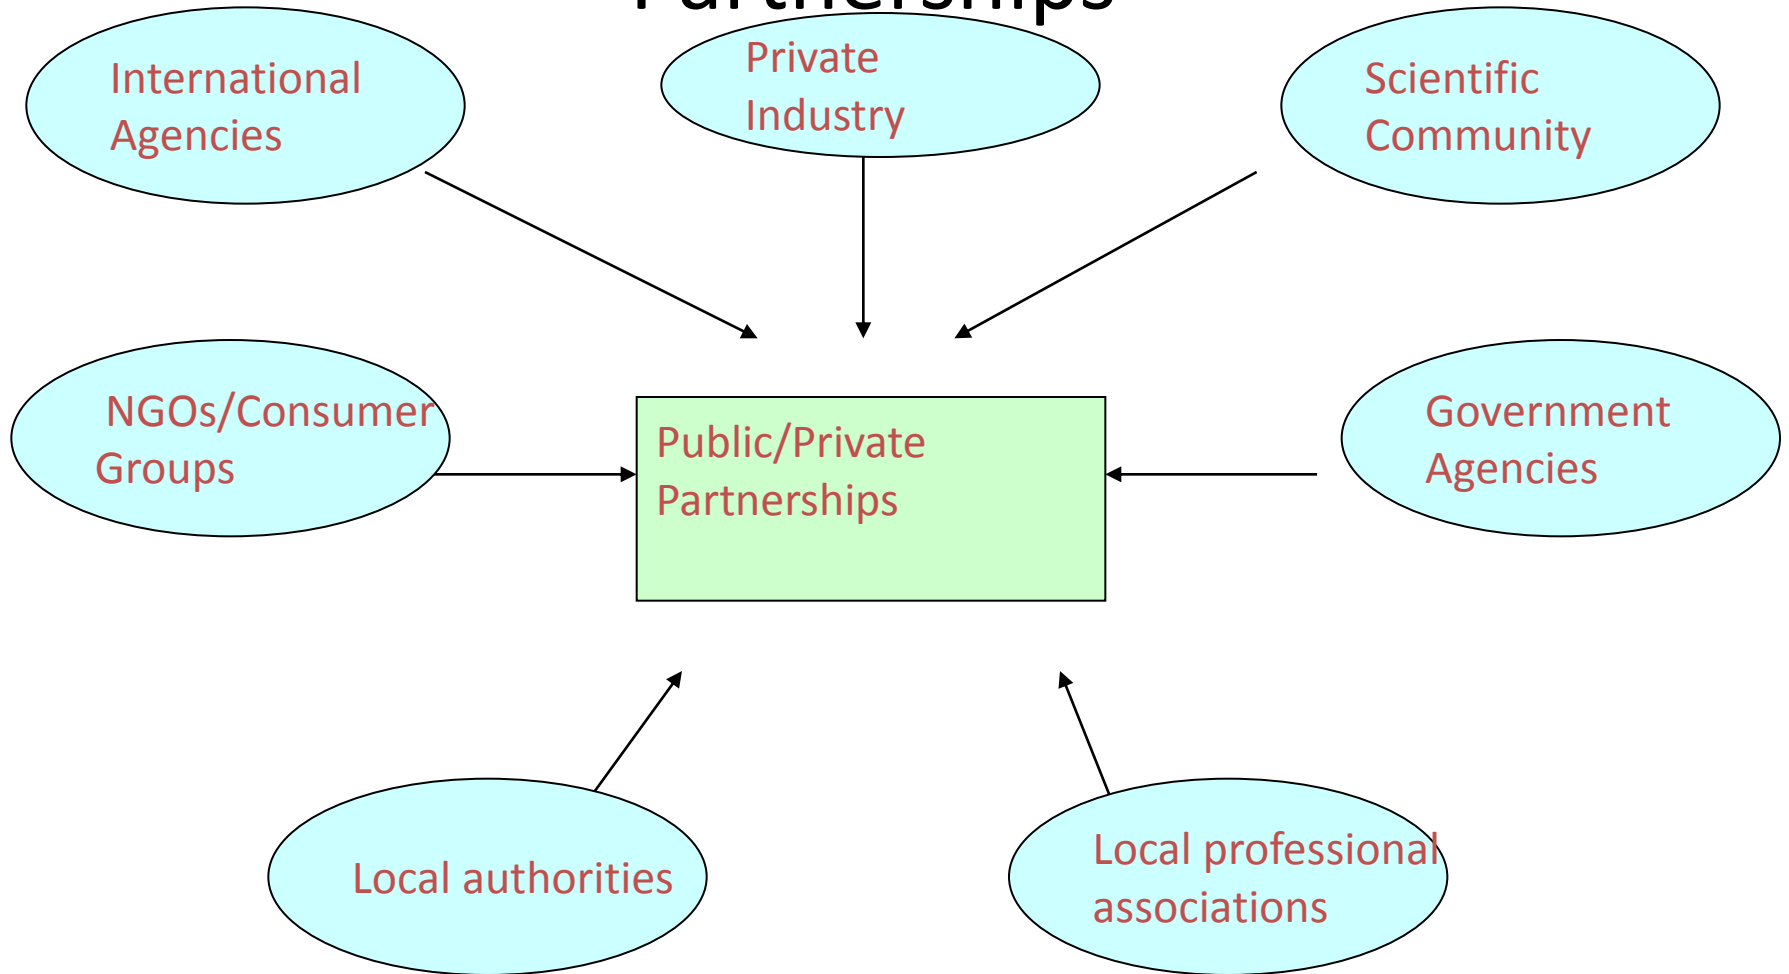 Partnerships
International
Agencies
Private
Industry
Scientific
Community
NGOs/Consumer
Groups
Public/Private
Partnerships
Government
Agencies
Local authorities
Local professional
associations